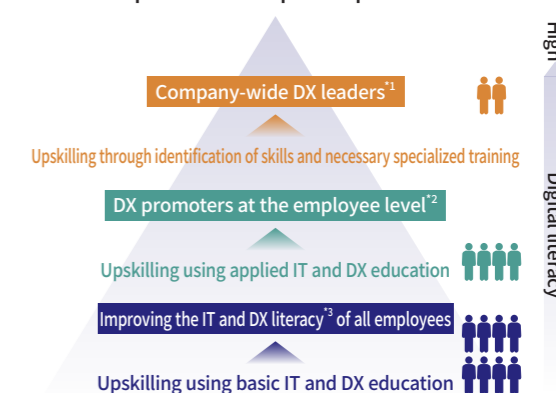 High
Company-wide DX leaders*1
Upskilling through identification of skills and necessary specialized training
Digital literacy
DX promoters at the employee level*2
Upskilling using applied IT and DX education
Improving the IT and DX literacy*3 of all employees
Upskilling using basic IT and DX education